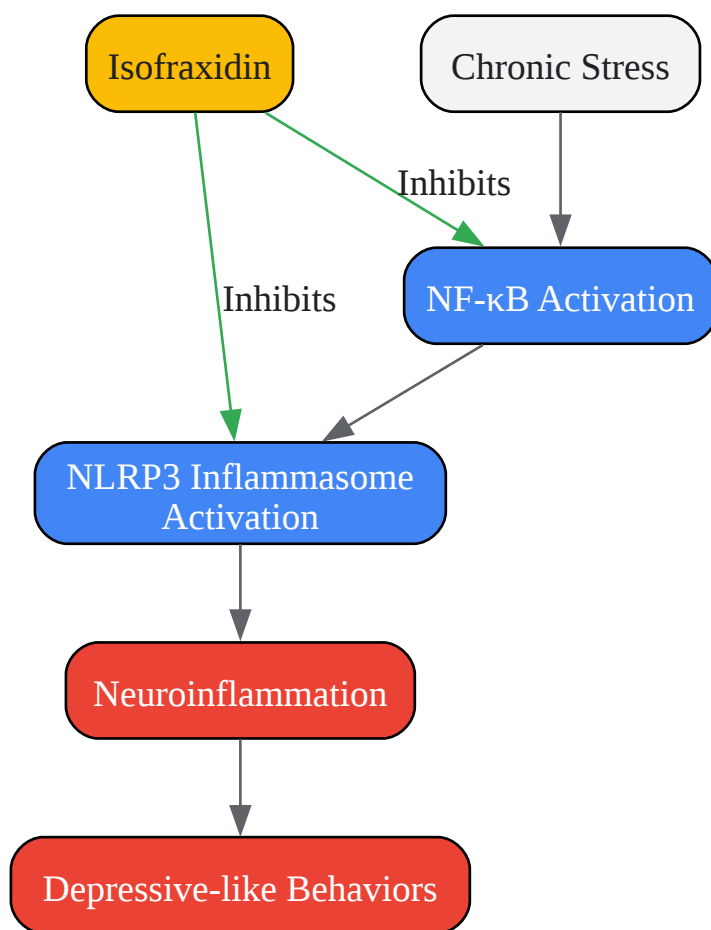 Isofraxidin
Chronic Stress
Inhibits
NF-κB Activation
Inhibits
NLRP3 Inflammasome
Activation
Neuroinflammation
Depressive-like Behaviors